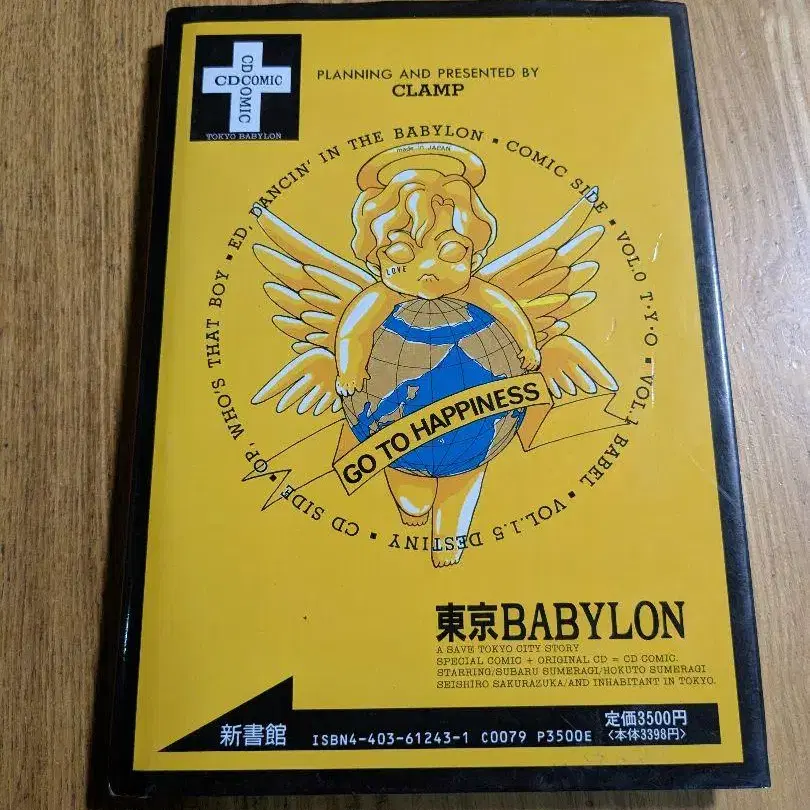 CDCOMIC
CDCOMIC
TOKYO BABYLON
PLANNING AND PRESENTED BY
CLAMP
OP, WHO'S THAT BOY ▪ ED, DANCIN' IN THE BABYLON ▪ COMIC SIDE ▪ VOL.0 T・Y・O ▪ VOL.1 BABEL ▪ VOL.1.5 DESTINY ▪ CD SIDE ▪
made in JAPAN
LOVE
GO TO HAPPINESS
東京BABYLON
A SAVE TOKYO CITY STORY
SPECIAL COMIC + ORIGINAL CD = CD COMIC.
STARRING/SUBARU SUMERAGI/HOKUTO SUMERAGI
SEISHIRO SAKURAZUKA/AND INHABITANT IN TOKYO.
新書館
ISBN4-403-61243-1 C0079 P3500E
定価3500円
〈本体3398円〉